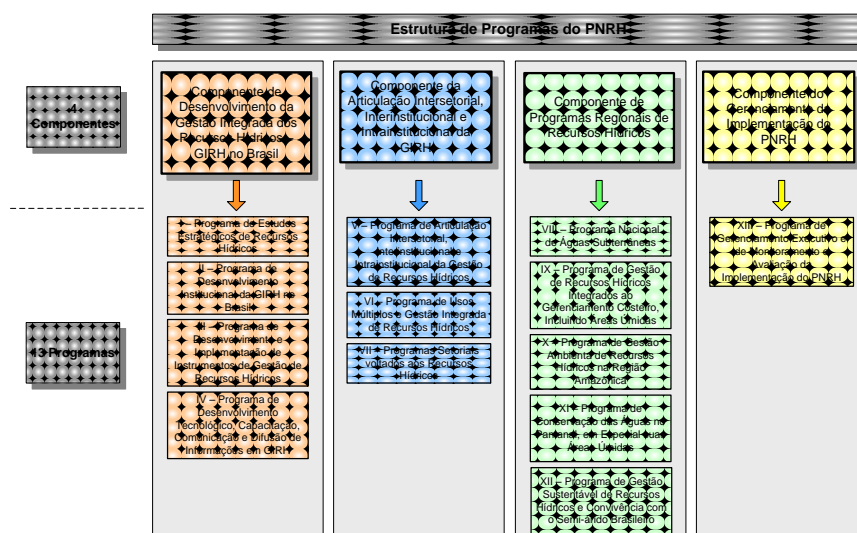 Estrutura de Programas do PNRH
4
Componentes
Componente de
Desenvolvimento da
Gestão Integrada dos
Recursos Hídricos
GIRH no Brasil
Componente da
Articulação Intersetorial,
Interinstitucional e
Intrainstitucional da
GIRH
Componente de
Programas Regionais de
Recursos Hídricos
Componente do
Gerenciamento da
Implementação do
PNRH
13 Programas
I – Programa de Estudos
Estratégicos de Recursos
Hídricos
II – Programa de
Desenvolvimento
Institucional da GIRH no
Brasil
III – Programa de
Desenvolvimento e
Implementação de
Instrumentos de Gestão de
Recursos Hídricos
IV – Programa de
Desenvolvimento
Tecnológico, Capacitação,
Comunicação e Difusão de
Informações em GIRH
V – Programa de Articulação
Intersetorial,
Interinstitucional e
Intrainstitucional da Gestão
de Recursos Hídricos
VI – Programa de Usos
Múltiplos e Gestão Integrada
de Recursos Hídricos
VII – Programas Setoriais
voltados aos Recursos
Hídricos
VIII – Programa Nacional
de Águas Subterrâneas
IX – Programa de Gestão
de Recursos Hídricos
Integrados ao
Gerenciamento Costeiro,
Incluindo Áreas Úmidas
X – Programa de Gestão
Ambiental de Recursos
Hídricos na Região
Amazônica
XI – Programa de
Conservação das Águas no
Pantanal, em Especial suas
Áreas Úmidas
XII – Programa de Gestão
Sustentável de Recursos
Hídricos e Convivência com
o Semi-árido Brasileiro
XIII – Programa de
Gerenciamento Executivo e
de Monitoramento e
Avaliação da
Implementação do PNRH